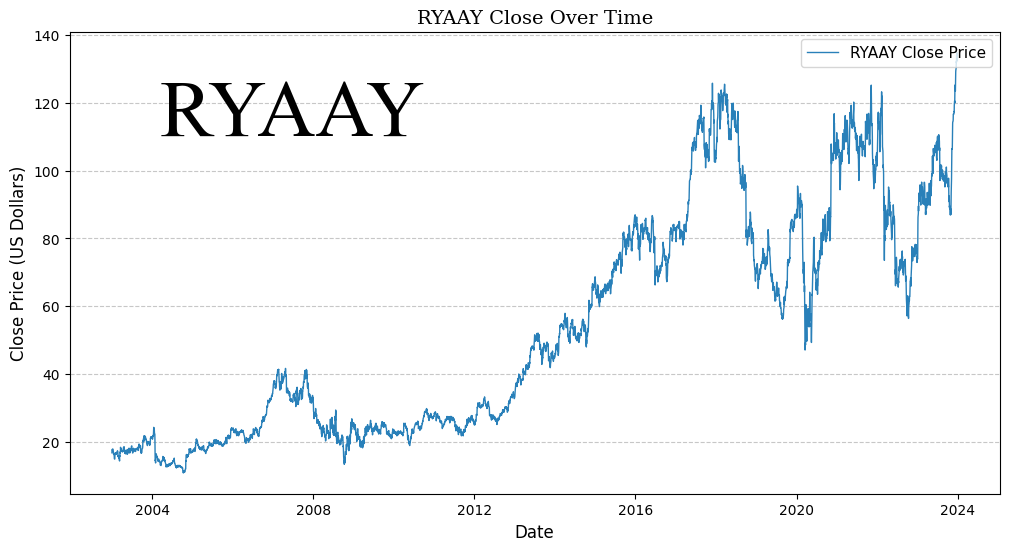 RYAAY Close Over Time
RYAAY Close Price
RYAAY
Close Price (US Dollars)
140
120
100
80
60
40
20
2004
2008
2012
2016
2020
2024
Date